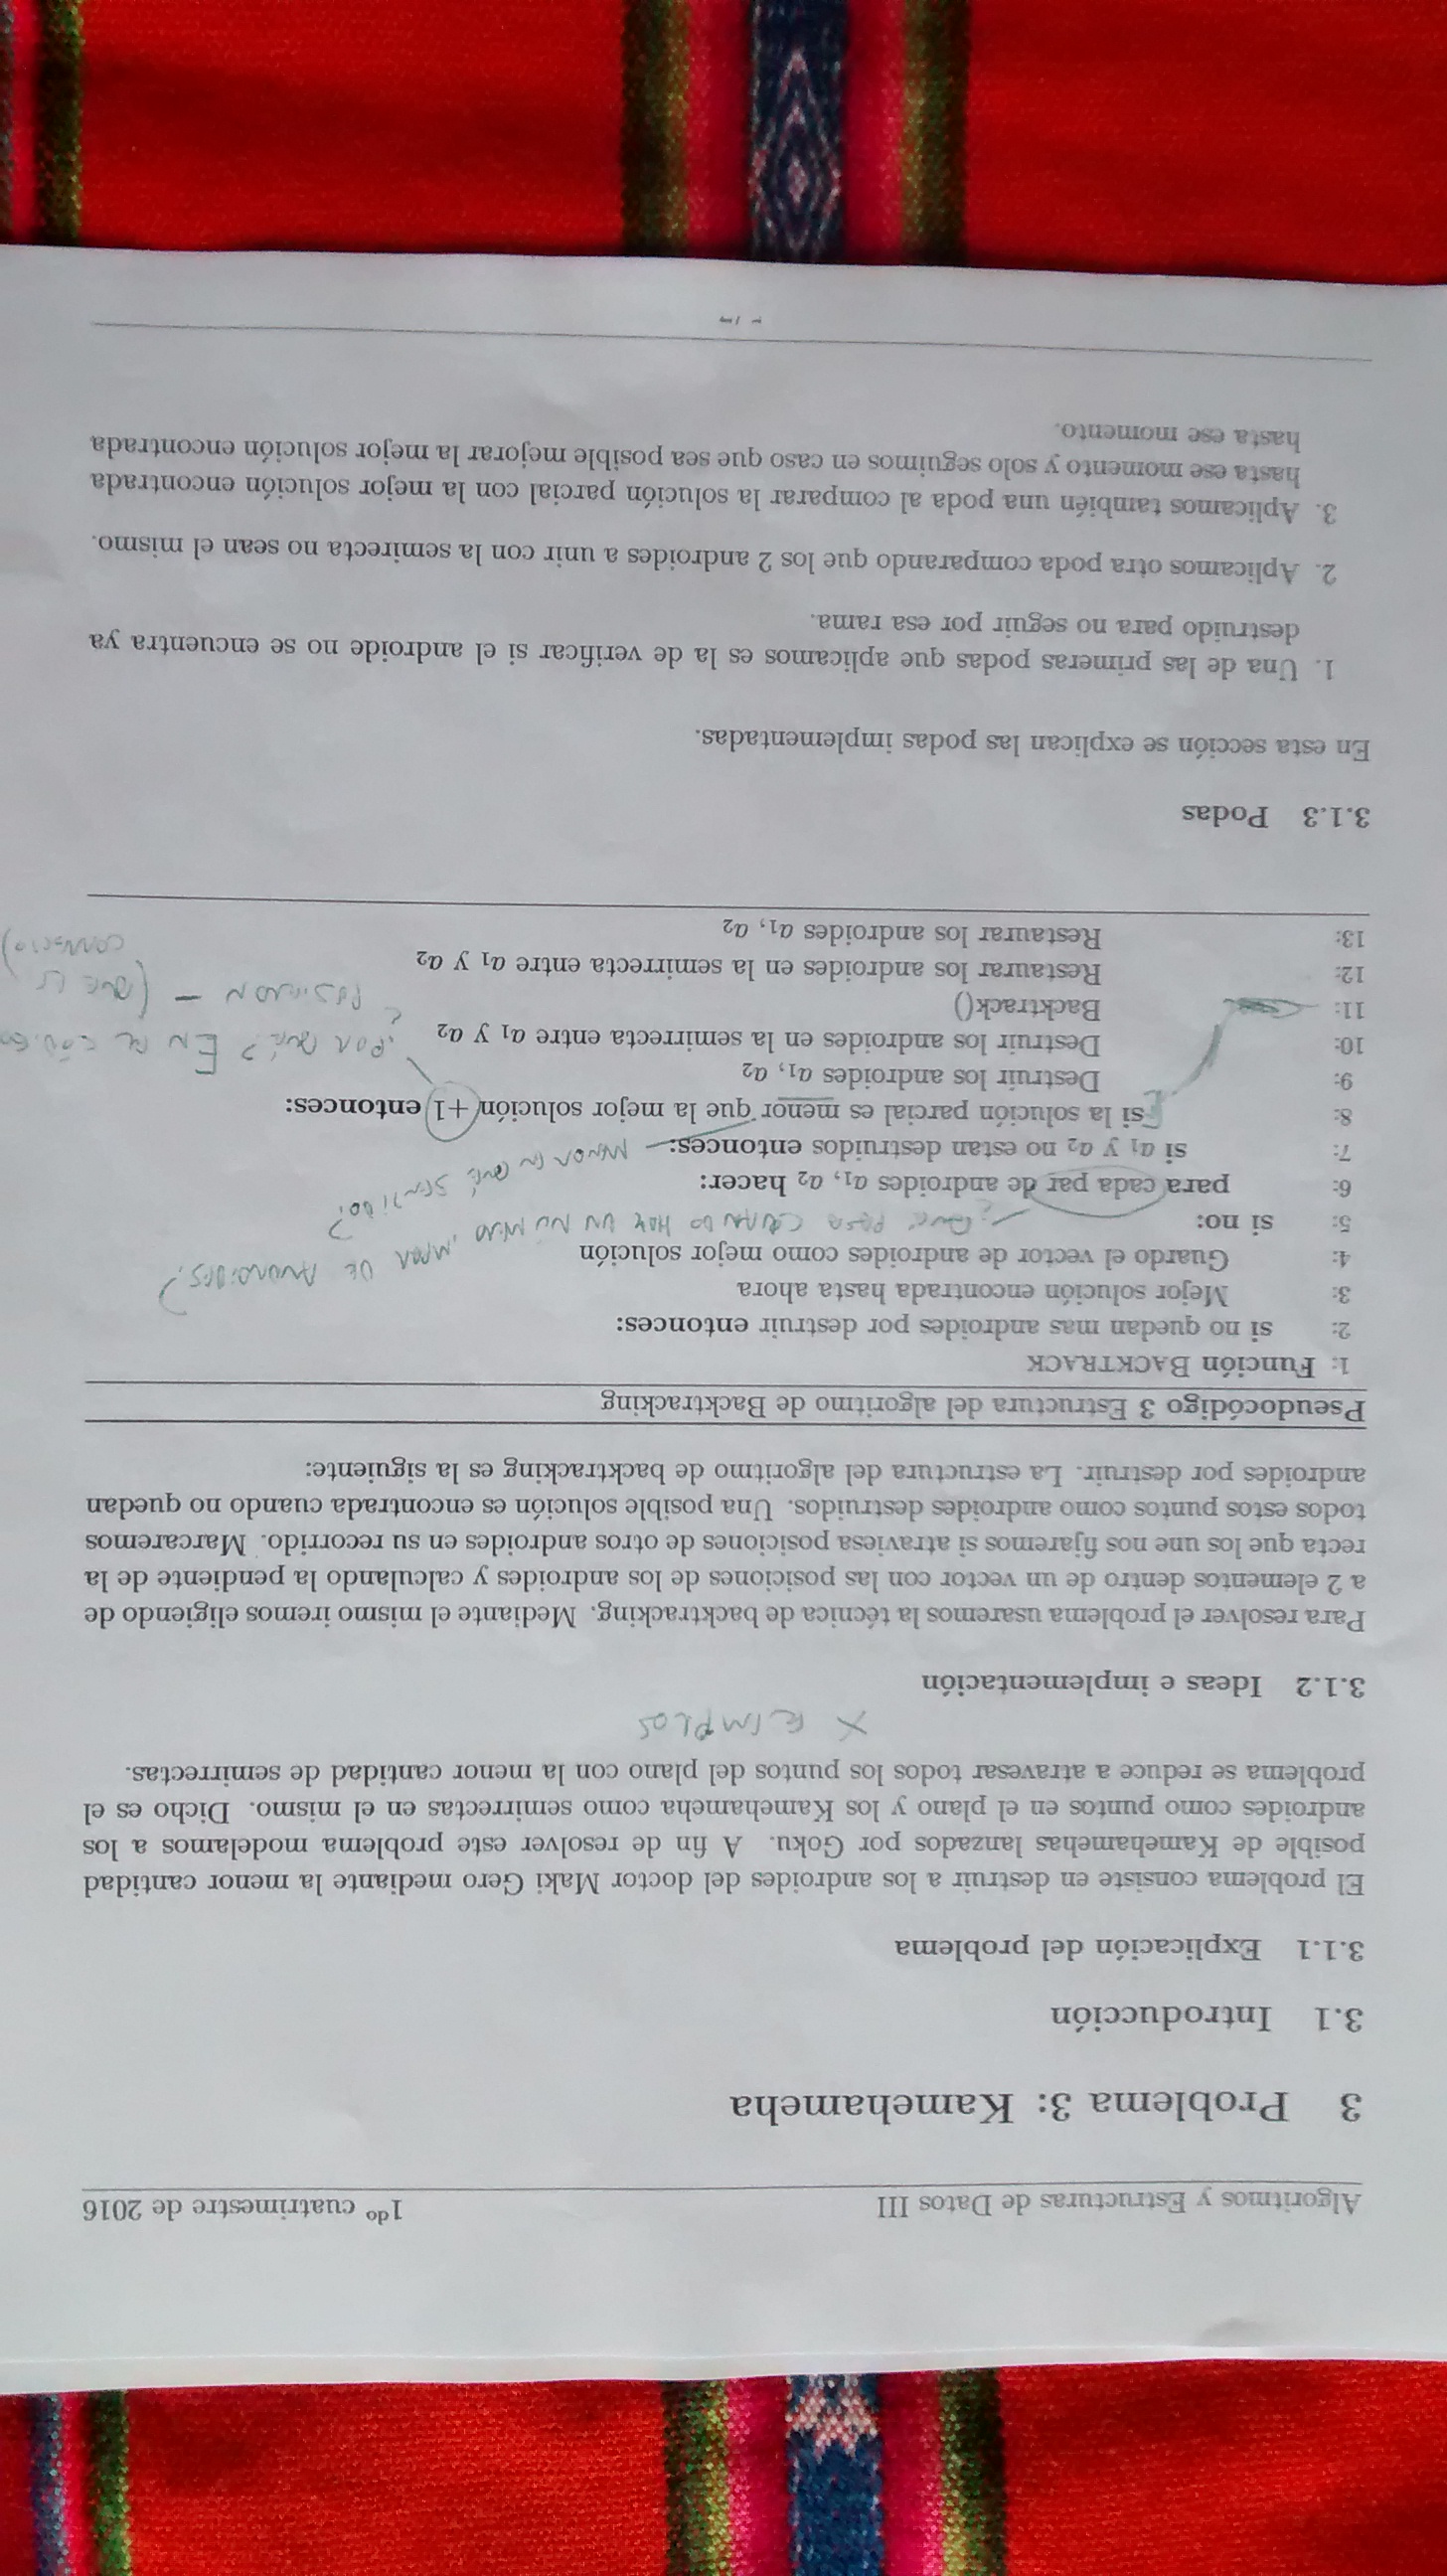 Algoritmos y Estructuras de Datos III 1do cuatrimestre de 2016
3 Problema 3: Kamehameha
3.1 Introducción
3.1.1 Explicación del problema
El problema consiste en destruir a los androides del doctor Maki Gero mediante la menor cantidad
posible de Kamehamehas lanzados por Goku. A fin de resolver este problema modelamos a los
androides como puntos en el plano y los Kamehameha como semirrectas en el mismo. Dicho es el
problema se reduce a atravesar todos los puntos del plano con la menor cantidad de semirrectas.
X EJEMPLOS
3.1.2 Ideas e implementación
Para resolver el problema usaremos la técnica de backtracking. Mediante el mismo iremos eligiendo de
a 2 elementos dentro de un vector con las posiciones de los androides y calculando la pendiente de la
recta que los une nos fijaremos si atraviesa posiciones de otros androides en su recorrido. Marcaremos
todos estos puntos como androides destruidos. Una posible solución es encontrada cuando no quedan
androides por destruir. La estructura del algoritmo de backtracking es la siguiente:
Pseudocódigo 3 Estructura del algoritmo de Backtracking
1: Función BACKTRACK
2: si no quedan mas androides por destruir entonces:
3: Mejor solución encontrada hasta ahora
4: Guardo el vector de androides como mejor solución
5: si no: ¿QUÉ PASA CUANDO HAY UN NÚMERO IMPAR DE ANDROIDES?
6: para cada par de androides a1, a2 hacer:
7: si a1 y a2 no estan destruidos entonces: MENOR EN QUÉ SENTIDO?
8: si la solución parcial es menor que la mejor solución +1 entonces:
9: Destruir los androides a1, a2
10: Destruir los androides en la semirrecta entre a1 y a2 ¿POR QUÉ? EN EL CÓDIGO
11: Backtrack()
12: Restaurar los androides en la semirrecta entre a1 y a2
13: Restaurar los androides a1, a2
3.1.3 Podas
En esta sección se explican las podas implementadas.
1. Una de las primeras podas que aplicamos es la de verificar si el androide no se encuentra ya
destruido para no seguir por esa rama.
2. Aplicamos otra poda comparando que los 2 androides a unir con la semirecta no sean el mismo.
3. Aplicamos también una poda al comparar la solución parcial con la mejor solución encontrada
hasta ese momento y solo seguimos en caso que sea posible mejorar la mejor solución encontrada
hasta ese momento.